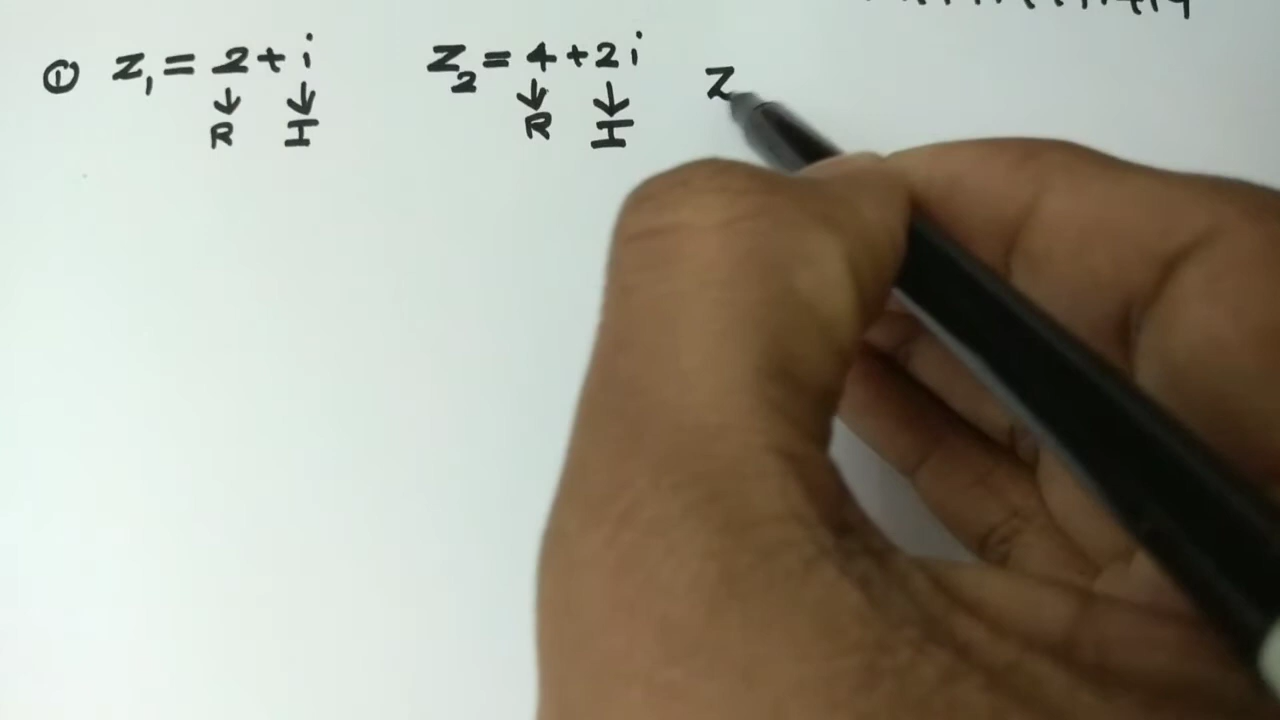 ① Z₁ = 2 + i Z₂ = 4 + 2i Z
↓ ↓ ↓ ↓
R I R I